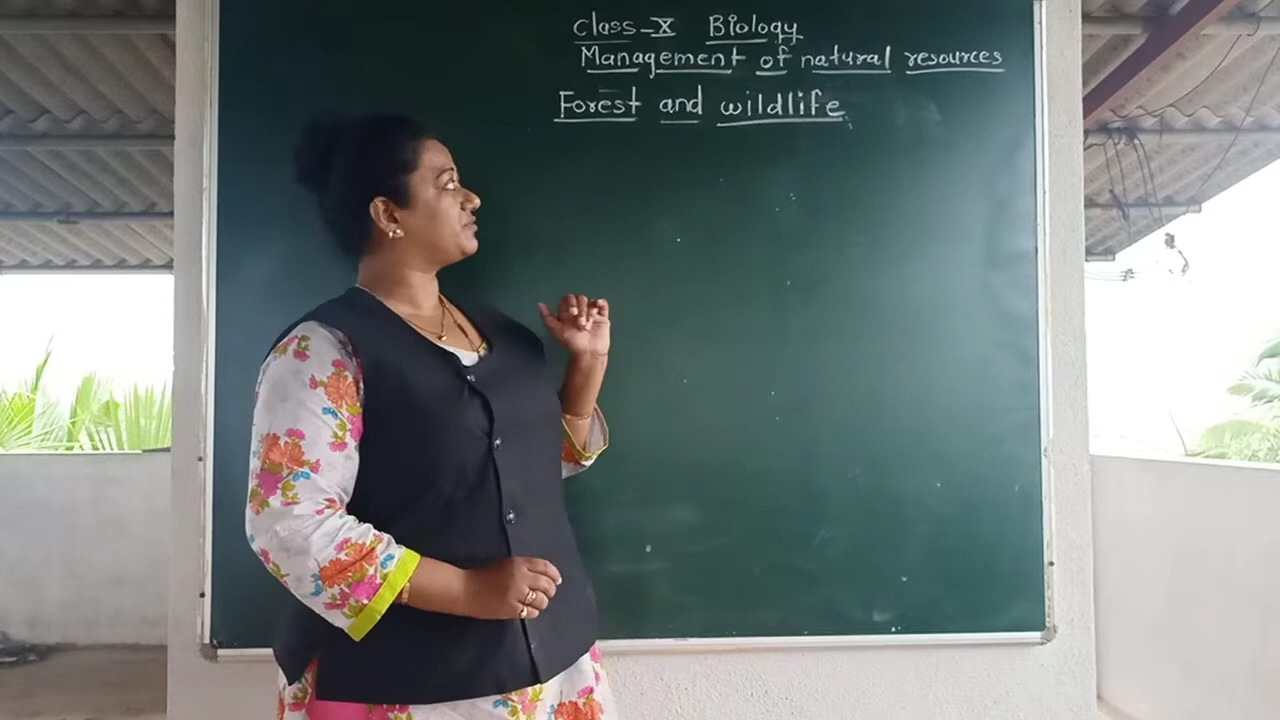 Class-X Biology
Management of natural resources
Forest and wildlife